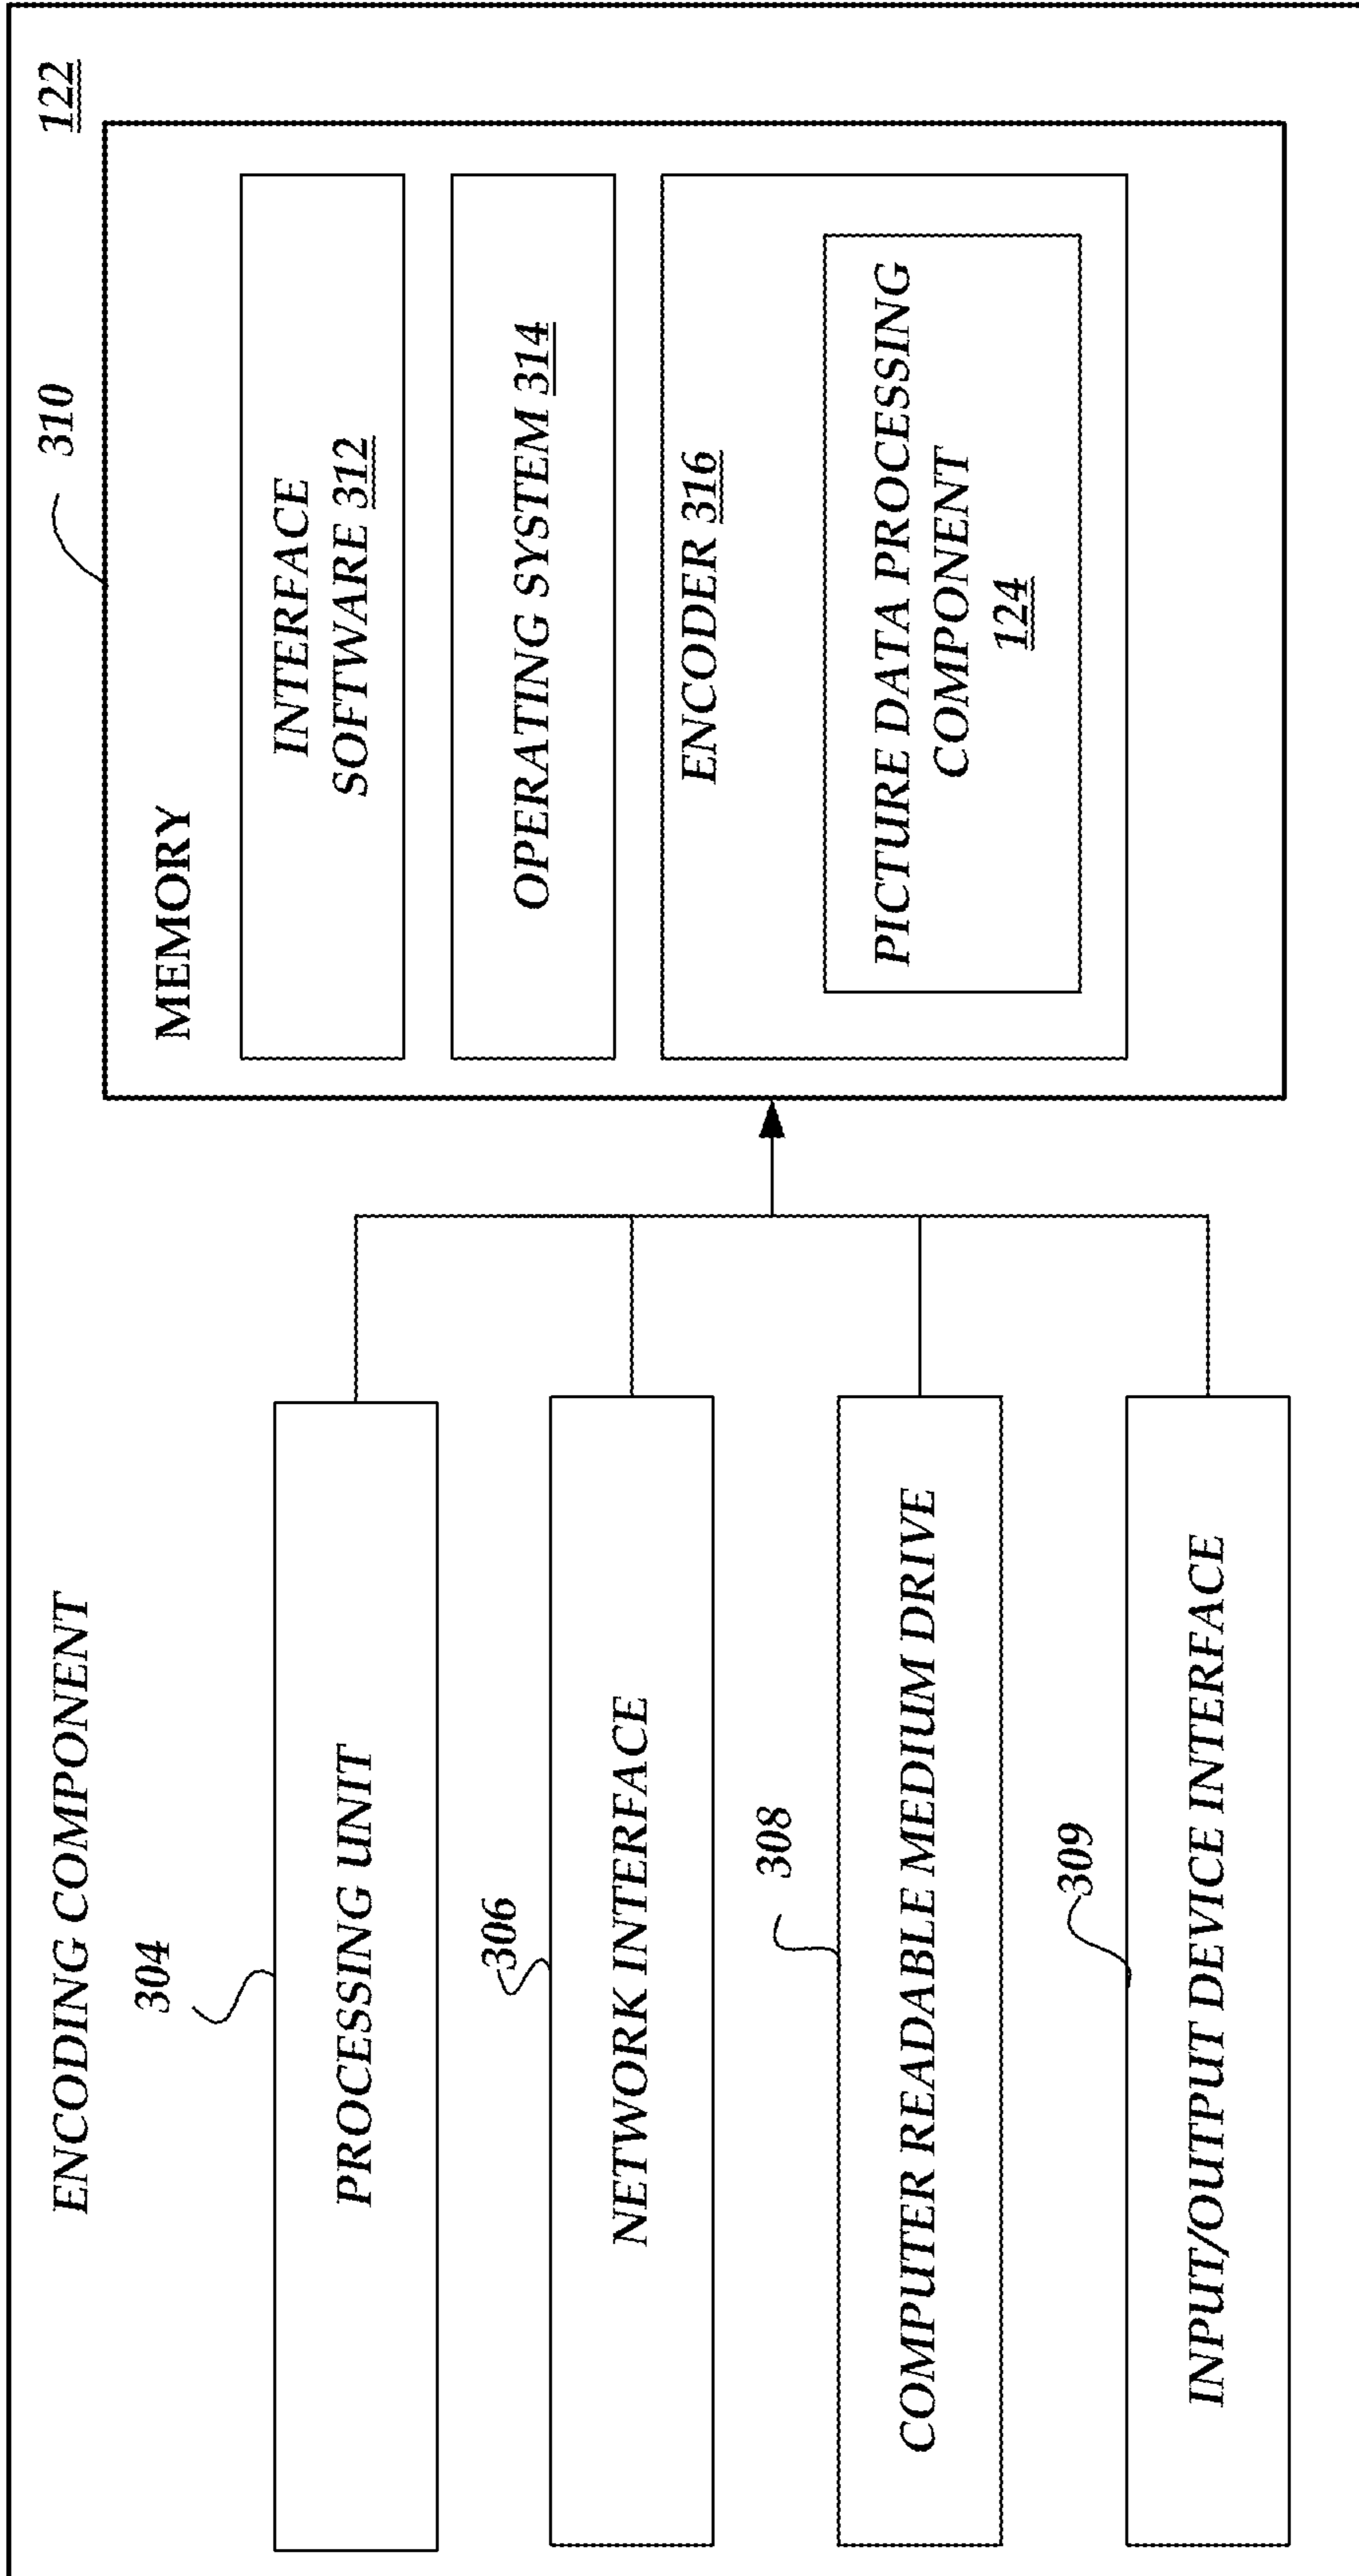 ENCODING COMPONENT
122
304
PROCESSING UNIT
306
NETWORK INTERFACE
308
COMPUTER READABLE MEDIUM DRIVE
309
INPUT/OUTPUT DEVICE INTERFACE
310
MEMORY
INTERFACE
SOFTWARE 312
OPERATING SYSTEM 314
ENCODER 316
PICTURE DATA PROCESSING
COMPONENT
124